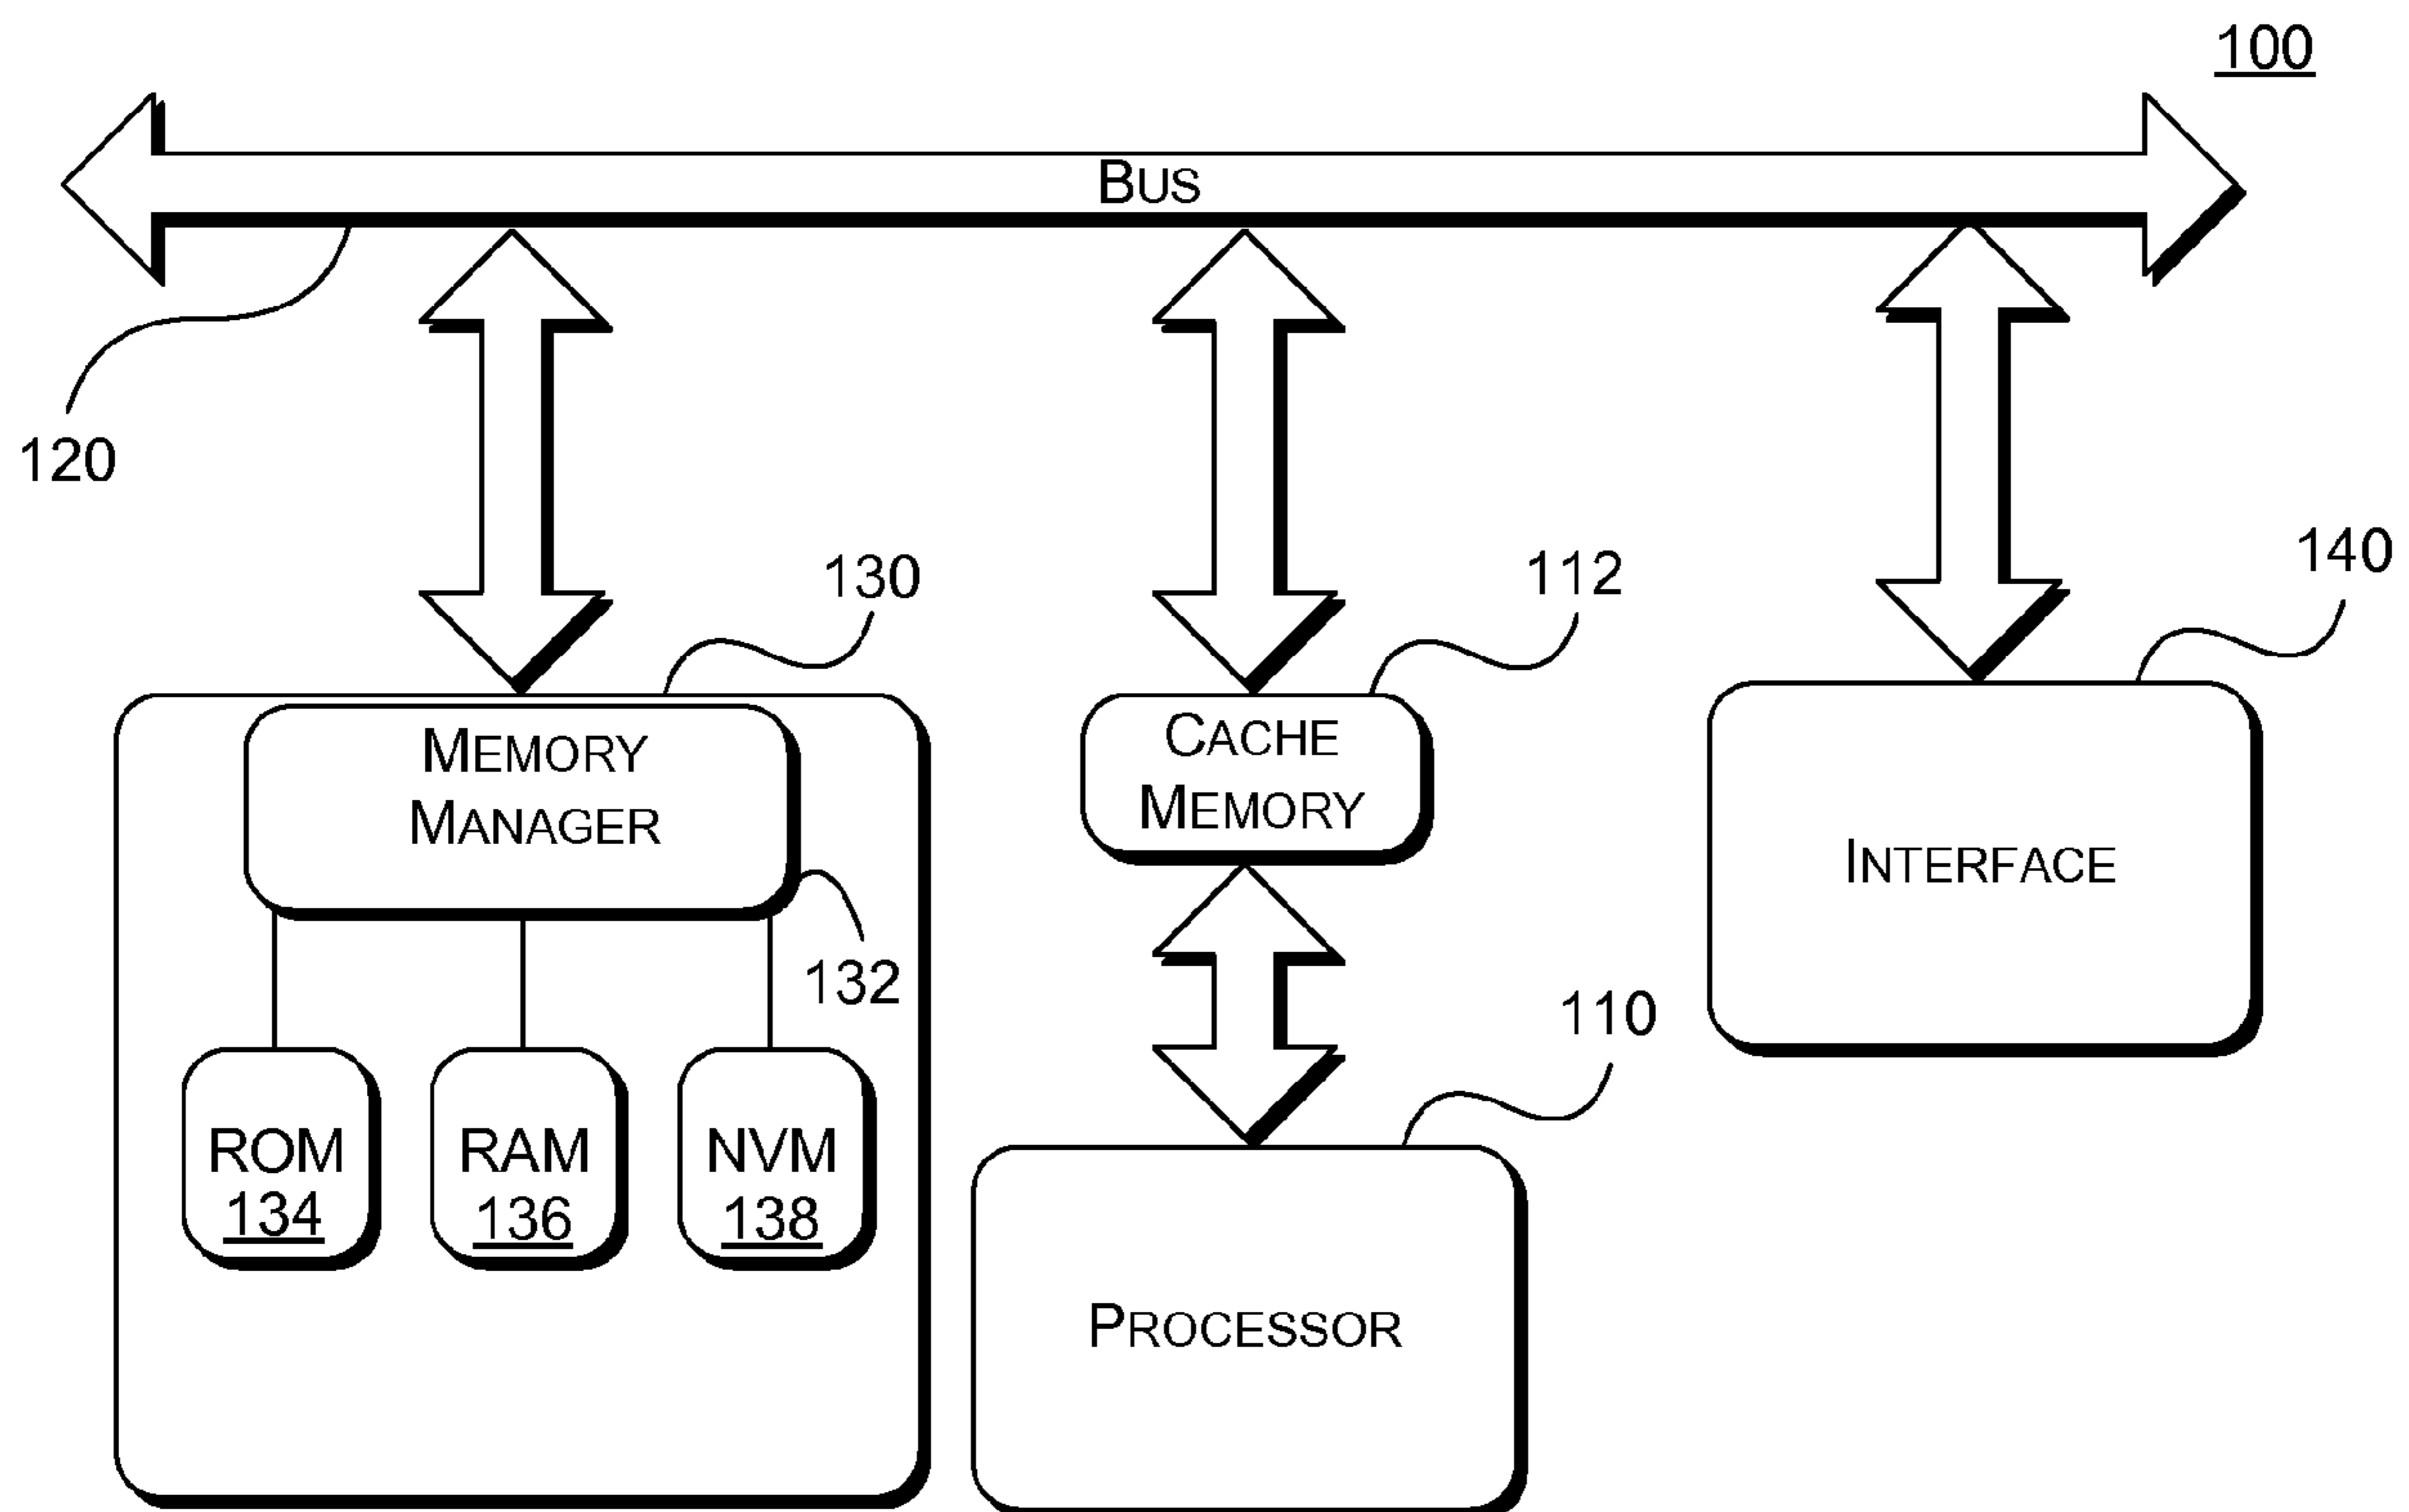 100
BUS
120
130
112
140
MEMORY
MANAGER
CACHE
MEMORY
INTERFACE
132
110
ROM
134
RAM
136
NVM
138
PROCESSOR